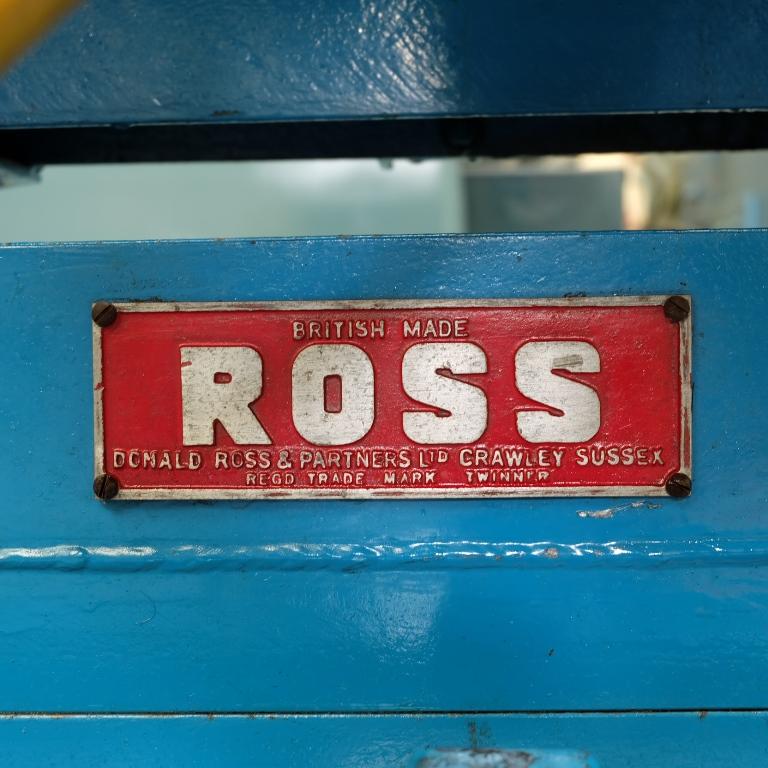 BRITISH MADE
ROSS
DONALD ROSS & PARTNERS LTD CRAWLEY SUSSEX
REGD TRADE MARK TWINNER